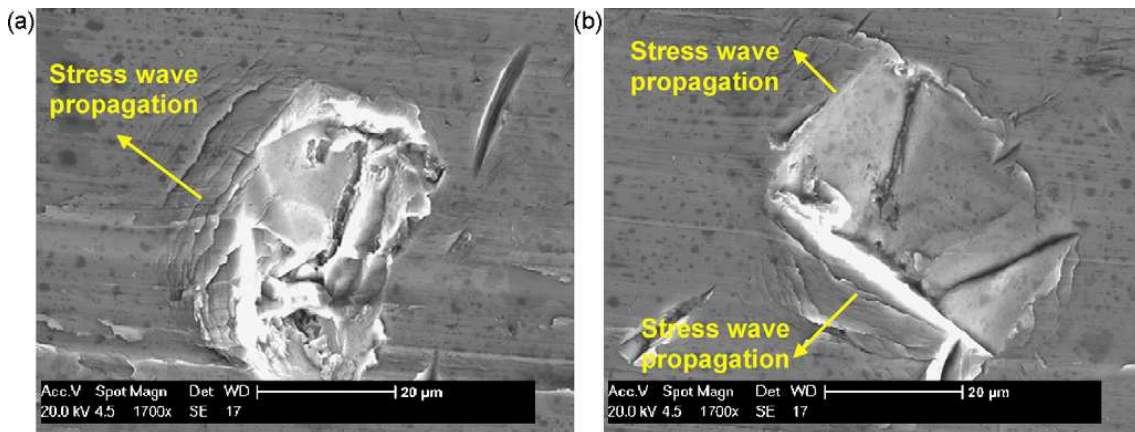 (a)
Stress wave
propagation
Acc.V Spot Magn Det WD 20 µm
20.0 kV 4.5 1700x SE 17
(b)
Stress wave
propagation
Stress wave
propagation
Acc.V Spot Magn Det WD 20 µm
20.0 kV 4.5 1700x SE 17